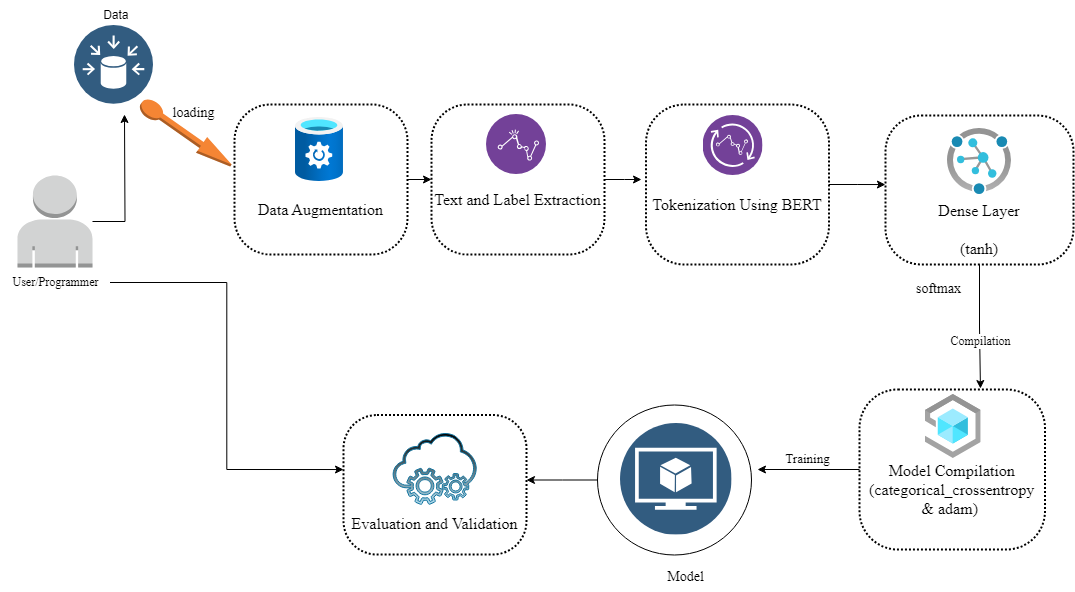 Data
loading
Data Augmentation
Text and Label Extraction
Tokenization Using BERT
Dense Layer
(tanh)
User/Programmer
softmax
Compilation
Model Compilation
(categorical_crossentropy
& adam)
Training
Model
Evaluation and Validation